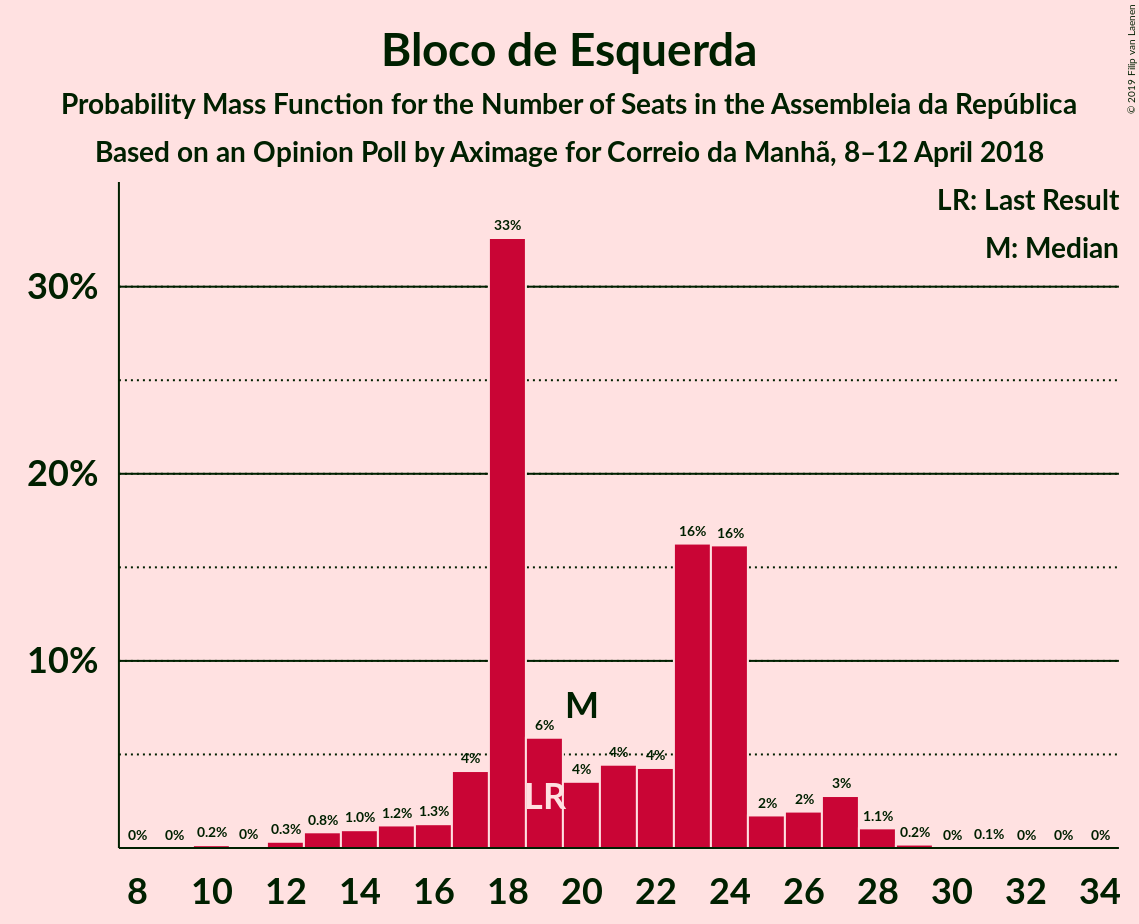 Bloco de Esquerda
Probability Mass Function for the Number of Seats in the Assembleia da República
Based on an Opinion Poll by Aximage for Correio da Manhã, 8–12 April 2018
© 2019 Filip van Laenen
LR: Last Result
M: Median
30%
20%
10%
0% 0% 0.2% 0% 0.3% 0.8% 1.0% 1.2% 1.3% 4% 33% 6% 4% 4% 4% 16% 16% 2% 2% 3% 1.1% 0.2% 0% 0.1% 0% 0% 0%
M
LR
8 10 12 14 16 18 20 22 24 26 28 30 32 34